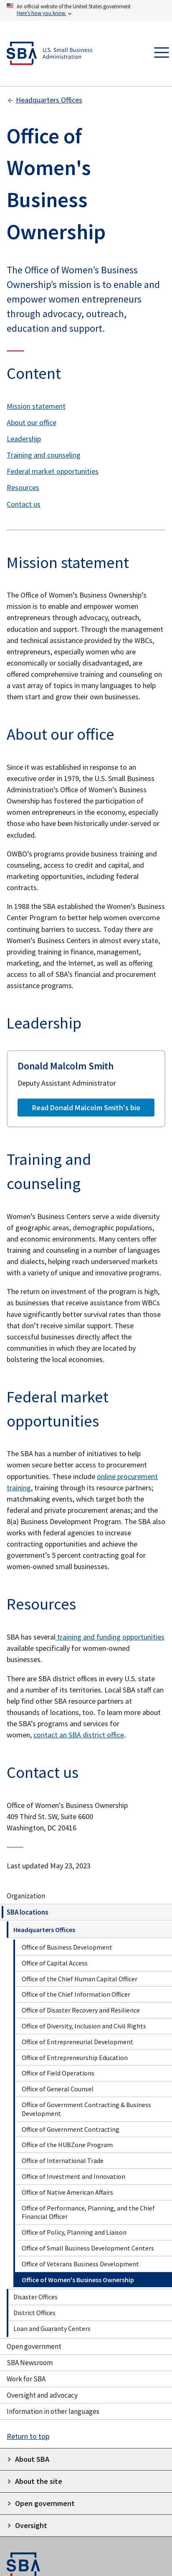 An official website of the United States government
Here's how you know
SBA U.S. Small Business
Administration
Headquarters Offices
Office of
Women's
Business
Ownership
The Office of Women's Business
Ownership's mission is to enable and
empower women entrepreneurs
through advocacy, outreach,
education and support.
Content
Mission statement
About our office
Leadership
Training and counseling
Federal market opportunities
Resources
Contact us
Mission statement
The Office of Women's Business Ownership's
mission is to enable and empower women
entrepreneurs through advocacy, outreach,
education and support. Through the management
and technical assistance provided by the WBCs,
entrepreneurs, especially women who are
economically or socially disadvantaged, are
offered comprehensive training and counseling on
a vast array of topics in many languages to help
them start and grow their own businesses.
About our office
Since it was established by an
executive order in 1979, the U.S. Small Business
Administration's Office of Women's Business
Ownership has fostered the participation of
women entrepreneurs in the economy, especially
those who have been historically under-served or
excluded.
OWBO's programs provide business training and
counseling, access to credit and capital, and
marketing opportunities, including federal
contracts.
In 1988 the SBA established the Women's Business
Center Program to better help women overcome
continuing barriers to success. Today there are
Women's Business Centers in almost every state,
providing training in finance, management,
marketing, and the Internet, as well as offering
access to all of SBA's financial and procurement
assistance programs.
Leadership
Donald Malcolm Smith
Deputy Assistant Administrator
Read Donald Malcolm Smith's bio
Training and
counseling
Women's Business Centers serve a wide diversity
of geographic areas, demographic populations,
and economic environments. Many centers offer
training and counseling in a number of languages
and dialects, helping reach underserved markets
with a variety of unique and innovative programs.
The return on investment of the program is high,
as businesses that receive assistance from WBCs
have significantly better survival rates than those
that don't receive similar support. These
successful businesses directly affect the
communities in which they are located by
bolstering the local economies.
Federal market
opportunities
The SBA has a number of initiatives to help
women secure better access to procurement
opportunities. These include online procurement
training, training through its resource partners;
matchmaking events, which target both the
federal and private procurement arenas; and the
8(a) Business Development Program. The SBA also
works with federal agencies to increase
contracting opportunities and achieve the
government's 5 percent contracting goal for
women-owned small businesses.
Resources
SBA has several training and funding opportunities
available specifically for women-owned
businesses.
There are SBA district offices in every U.S. state
and a number of its territories. Local SBA staff can
help find other SBA resource partners at
thousands of locations, too. To learn more about
the SBA's programs and services for
women, contact an SBA district office.
Contact us
Office of Women's Business Ownership
409 Third St. SW, Suite 6600
Washington, DC 20416
Last updated May 23, 2023
Organization
SBA locations
Headquarters Offices
Office of Business Development
Office of Capital Access
Office of the Chief Human Capital Officer
Office of the Chief Information Officer
Office of Disaster Recovery and Resilience
Office of Diversity, Inclusion and Civil Rights
Office of Entrepreneurial Development
Office of Entrepreneurship Education
Office of Field Operations
Office of General Counsel
Office of Government Contracting & Business
Development
Office of Government Contracting
Office of the HUBZone Program
Office of International Trade
Office of Investment and Innovation
Office of Native American Affairs
Office of Performance, Planning, and the Chief
Financial Officer
Office of Policy, Planning and Liaison
Office of Small Business Development Centers
Office of Veterans Business Development
Office of Women's Business Ownership
Disaster Offices
District Offices
Loan and Guaranty Centers
Open government
SBA Newsroom
Work for SBA
Oversight and advocacy
Information in other languages
Return to top
About SBA
About the site
Open government
Oversight
SBA